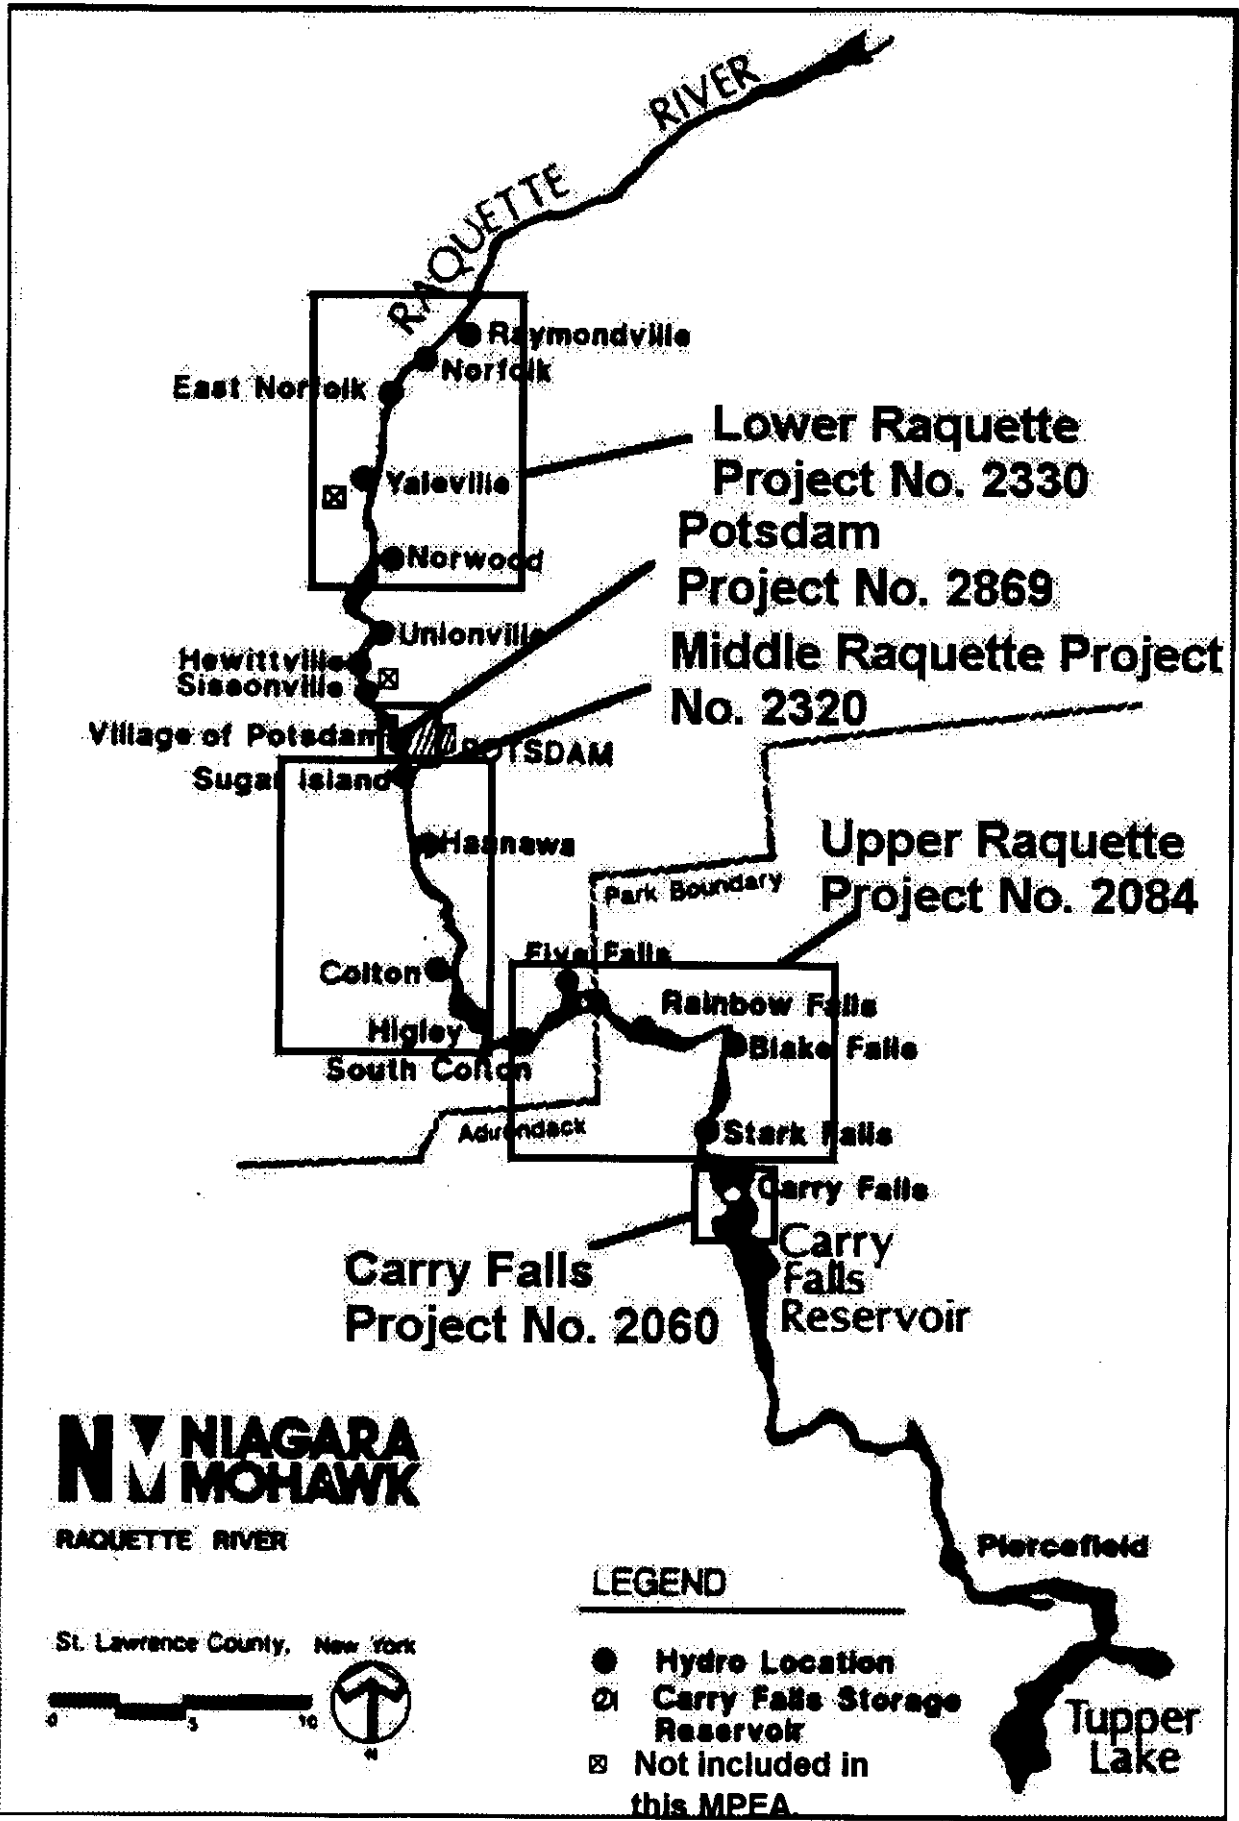 RAQUETTE RIVER
Raymondville
Norfolk
East Norfolk
Lower Raquette
Project No. 2330
Yaleville
Potsdam
Project No. 2869
Norwood
Unionville
Hewittville
Sissonville
Middle Raquette Project
No. 2320
Village of Potsdam
POTSDAM
Sugar Island
Hannawa
Upper Raquette
Project No. 2084
Park Boundary
Five Falls
Colton
Rainbow Falls
Higley
Blake Falls
South Colton
Adirondack
Stark Falls
Carry Falls
Carry
Falls
Reservoir
Carry Falls
Project No. 2060
NM NIAGARA
MOHAWK
RAQUETTE RIVER
Piercefield
LEGEND
St. Lawrence County, New York
Hydro Location
Carry Falls Storage
Reservoir
0 5 10
N
Not included in
this MPEA.
Tupper
Lake